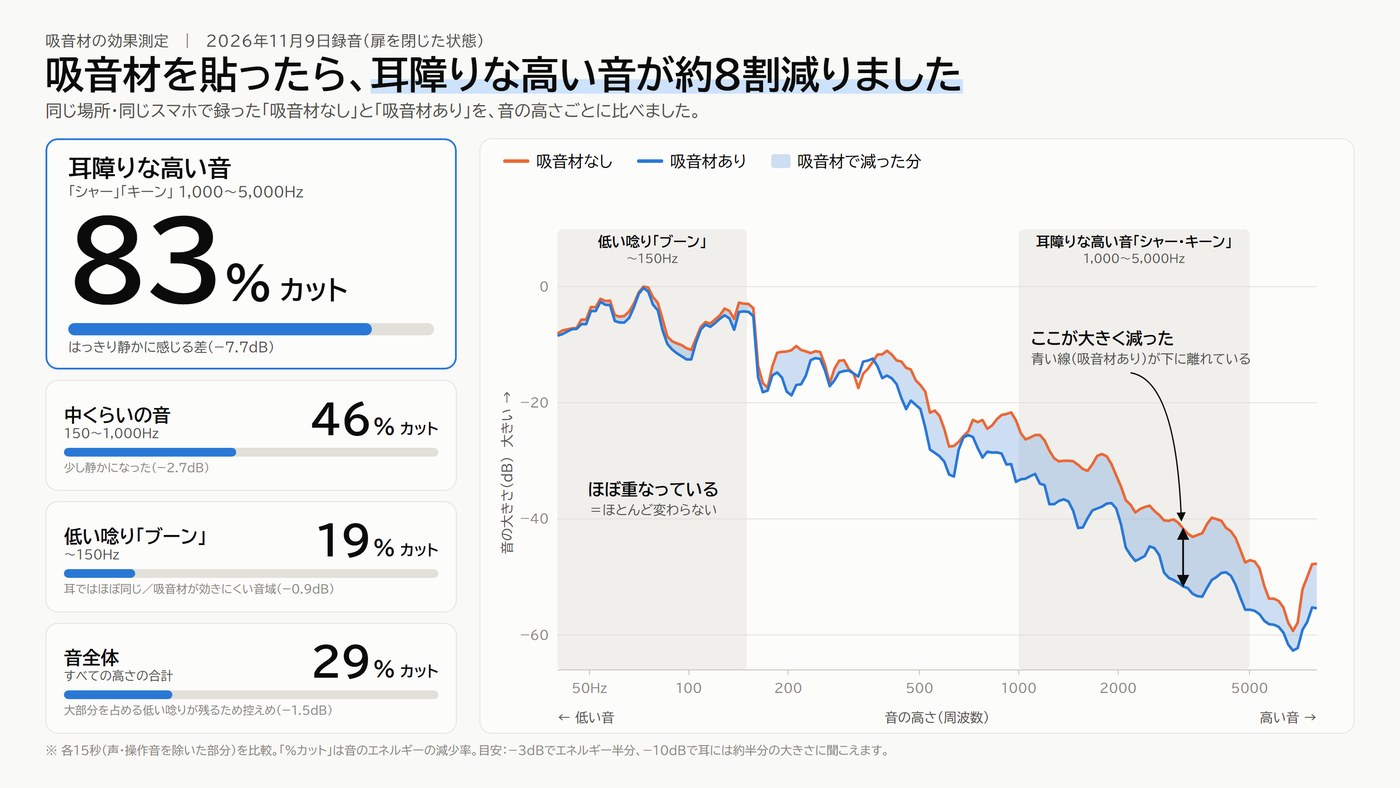 吸音材の効果測定 ｜ 2026年11月9日録音（扉を閉じた状態）
吸音材を貼ったら、耳障りな高い音が約8割減りました
同じ場所・同じスマホで録った「吸音材なし」と「吸音材あり」を、音の高さごとに比べました。
耳障りな高い音
「シャー」「キーン」 1,000〜5,000Hz
83% カット
はっきり静かに感じる差（−7.7dB）
中くらいの音
150〜1,000Hz
46% カット
少し静かになった（−2.7dB）
低い唸り「ブーン」
〜150Hz
19% カット
耳ではほぼ同じ／吸音材が効きにくい音域（−0.9dB）
音全体
すべての高さの合計
29% カット
大部分を占める低い唸りが残るため控えめ（−1.5dB）
吸音材なし 吸音材あり 吸音材で減った分
低い唸り「ブーン」
〜150Hz
耳障りな高い音「シャー・キーン」
1,000〜5,000Hz
ここが大きく減った
青い線（吸音材あり）が下に離れている
ほぼ重なっている
＝ほとんど変わらない
音の大きさ（dB） 大きい →
0
−20
−40
−60
50Hz 100 200 500 1000 2000 5000
← 低い音 音の高さ（周波数） 高い音 →
※ 各15秒（声・操作音を除いた部分）を比較。「%カット」は音のエネルギーの減少率。目安：−3dBでエネルギー半分、−10dBで耳には約半分の大きさに聞こえます。